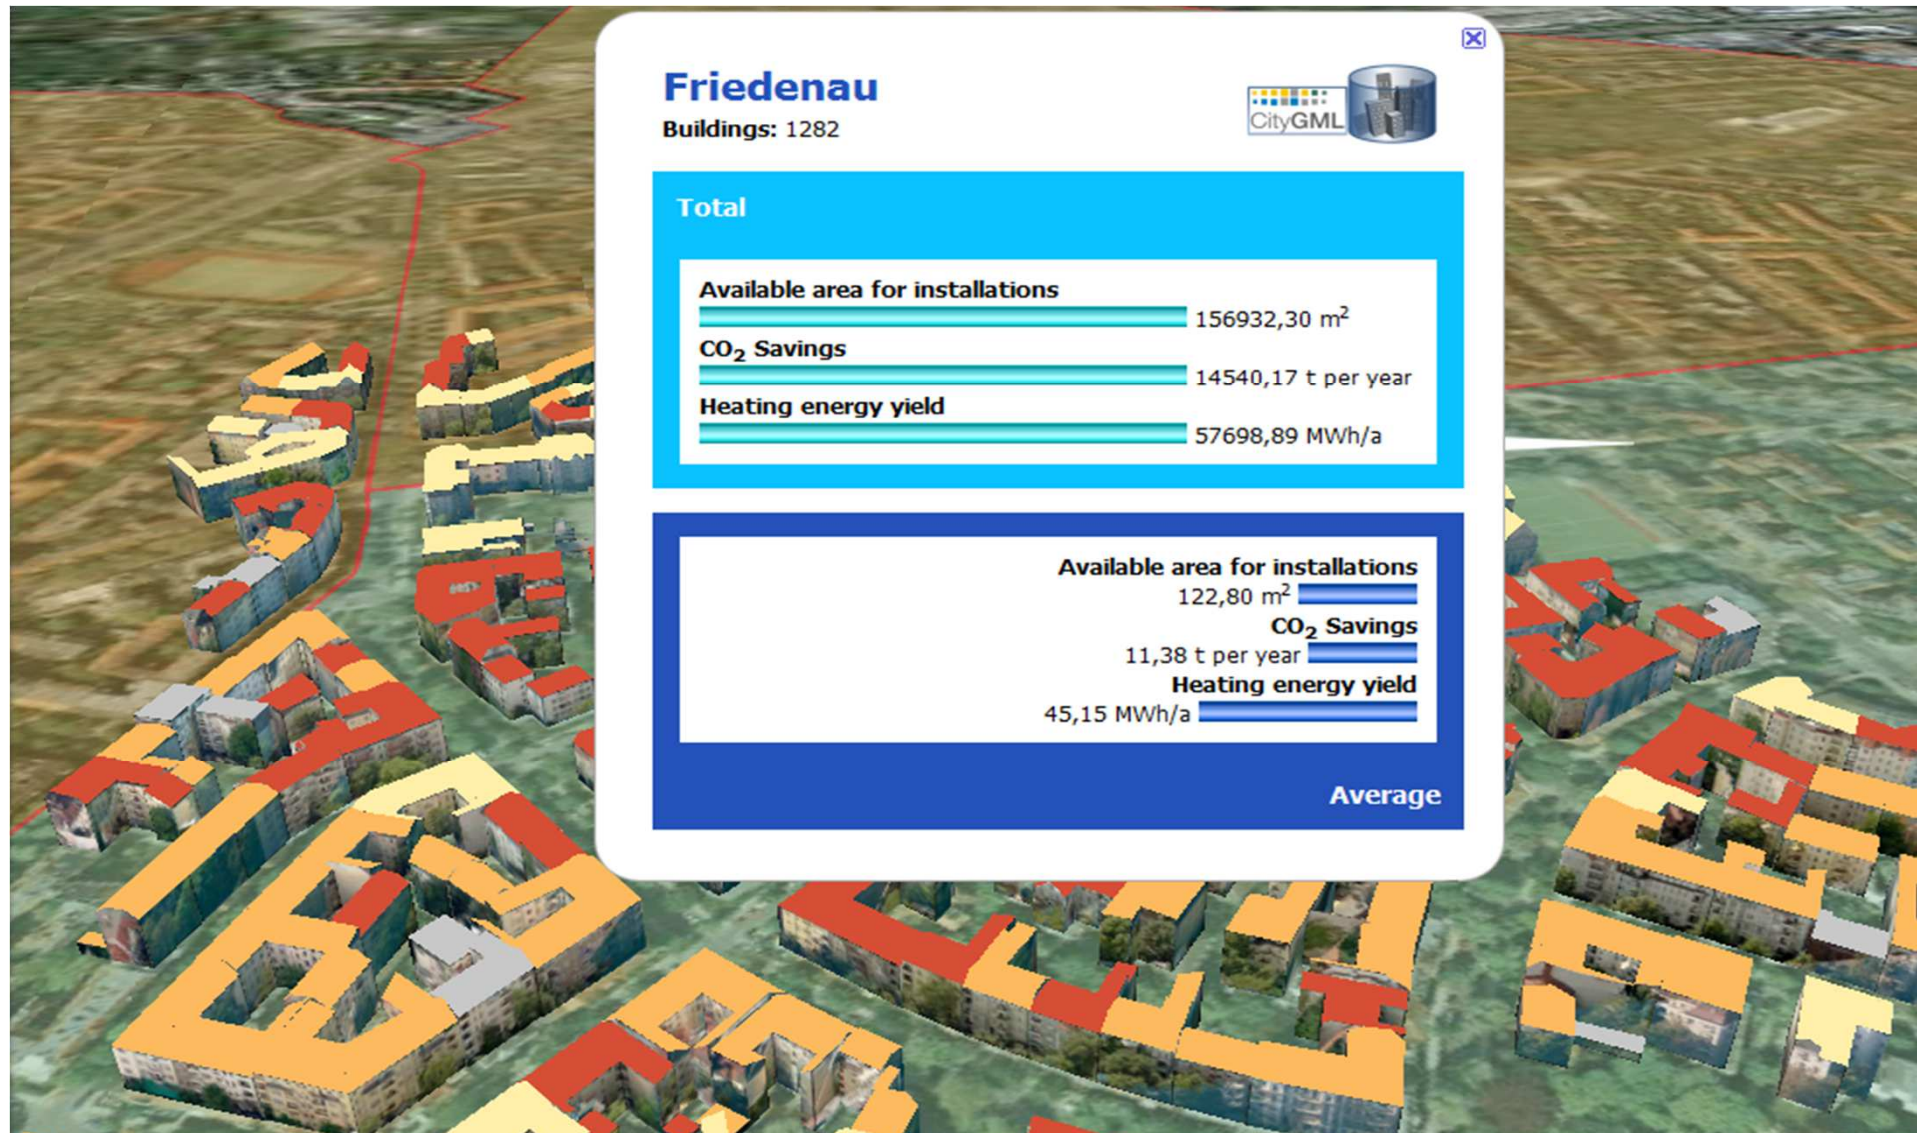 Friedenau
Buildings: 1282
CityGML
Total
Available area for installations
156932,30 m²
CO₂ Savings
14540,17 t per year
Heating energy yield
57698,89 MWh/a
Available area for installations
122,80 m²
CO₂ Savings
11,38 t per year
Heating energy yield
45,15 MWh/a
Average